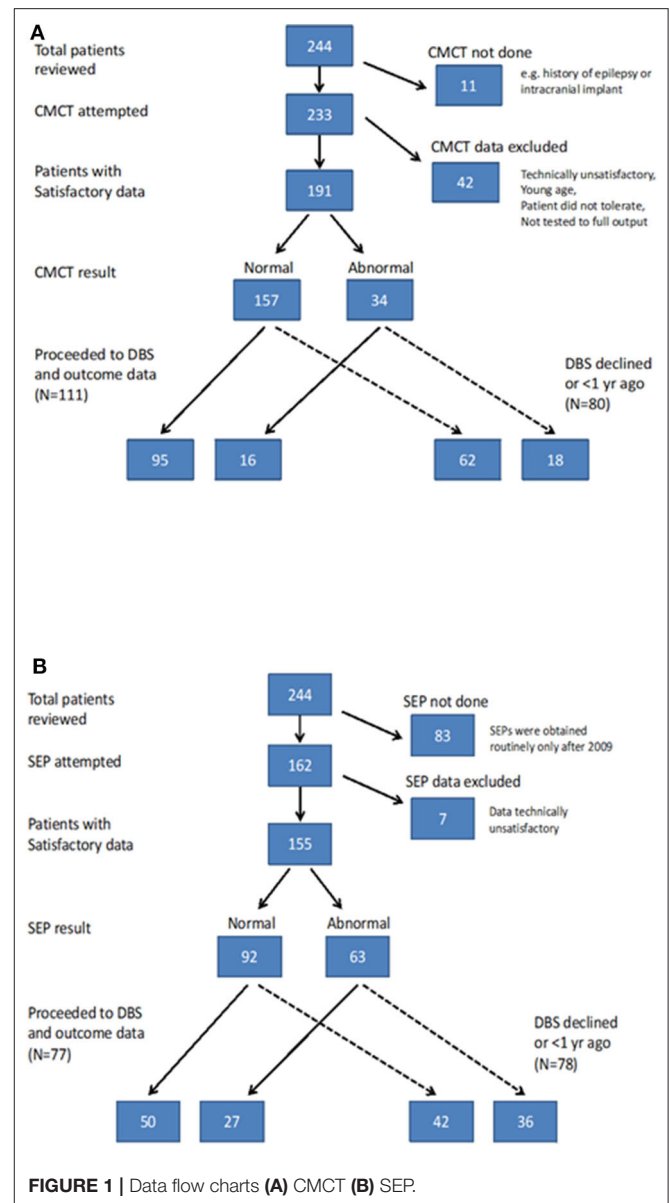 A
Total patients
reviewed
244
CMCT not done
11
e.g. history of epilepsy or
intracranial implant
CMCT attempted
233
CMCT data excluded
42
Technically unsatisfactory,
Young age,
Patient did not tolerate,
Not tested to full output
Patients with
Satisfactory data
191
CMCT result
Normal
Abnormal
157
34
Proceeded to DBS
and outcome data
(N=111)
DBS declined
or <1 yr ago
(N=80)
95
16
62
18
B
Total patients
reviewed
244
SEP not done
83
SEPs were obtained
routinely only after 2009
SEP attempted
162
SEP data excluded
7
Data technically
unsatisfactory
Patients with
Satisfactory data
155
SEP result
Normal
Abnormal
92
63
Proceeded to DBS
and outcome data
(N=77)
DBS declined
or <1 yr ago
(N=78)
50
27
42
36
FIGURE 1 | Data flow charts (A) CMCT (B) SEP.